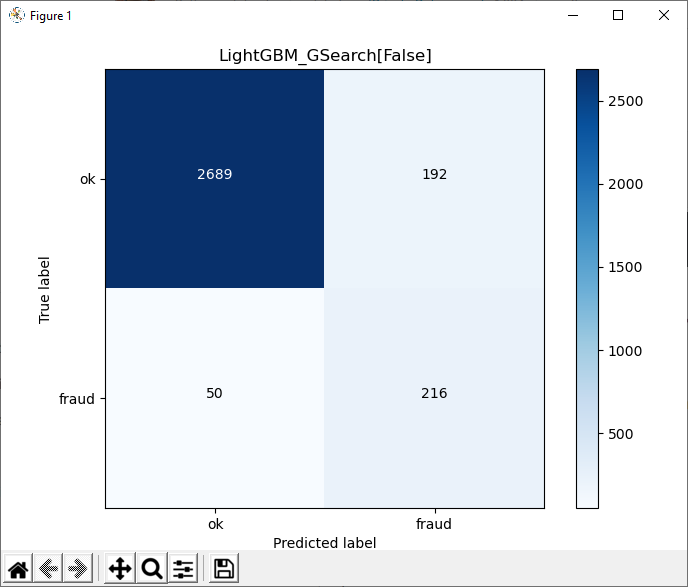 Figure 1
LightGBM_GSearch[False]
ok
2689
192
fraud
50
216
True label
ok
fraud
Predicted label
2500
2000
1500
1000
500